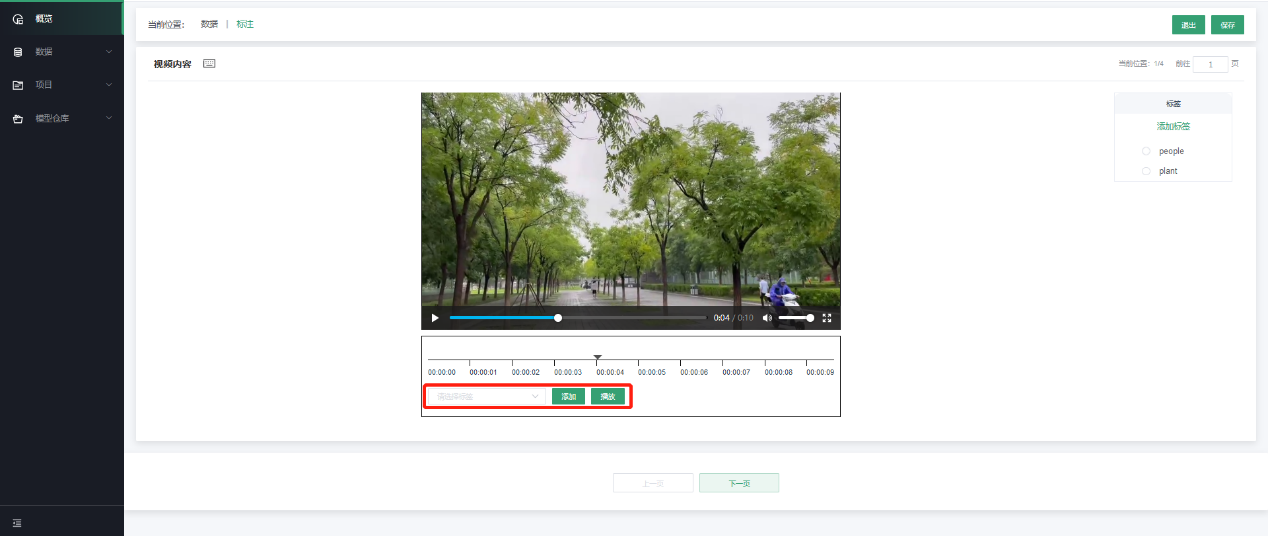 概览
数据
项目
模型仓库
当前位置： 数据 | 标注
退出 保存
视频内容
当前位置：1/4 前往 1 页
标签
添加标签
people
plant
0:04 / 0:10
00:00:00 00:00:01 00:00:02 00:00:03 00:00:04 00:00:05 00:00:06 00:00:07 00:00:08 00:00:09
请选择标签 添加 播放
上一页 下一页